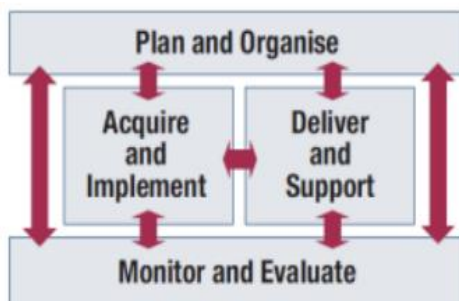 Plan and Organise
Acquire
and
Implement
Deliver
and
Support
Monitor and Evaluate